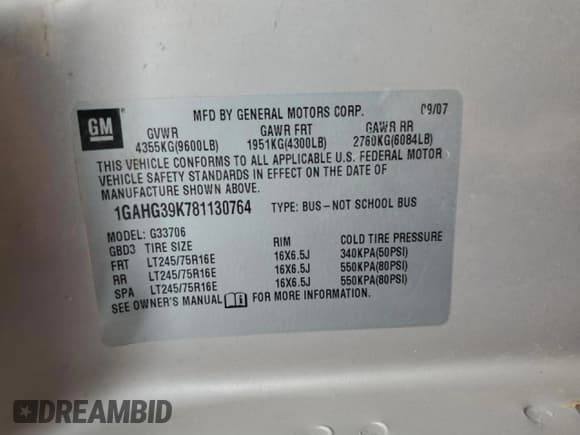 GM ® MFD BY GENERAL MOTORS CORP. 09/07
GVWR GAWR FRT GAWR RR
4355KG(9600LB) 1951KG(4300LB) 2760KG(6084LB)
THIS VEHICLE CONFORMS TO ALL APPLICABLE U.S. FEDERAL MOTOR
VEHICLE SAFETY STANDARDS IN EFFECT ON THE DATE OF
MANUFACTURE SHOWN ABOVE.
1GAHG39K781130764 TYPE: BUS-NOT SCHOOL BUS
MODEL: G33706
GBD3 TIRE SIZE RIM COLD TIRE PRESSURE
FRT LT245/75R16E 16X6.5J 340KPA(50PSI)
RR LT245/75R16E 16X6.5J 550KPA(80PSI)
SPA LT245/75R16E 16X6.5J 550KPA(80PSI)
SEE OWNER'S MANUAL FOR MORE INFORMATION.
DREAMBID